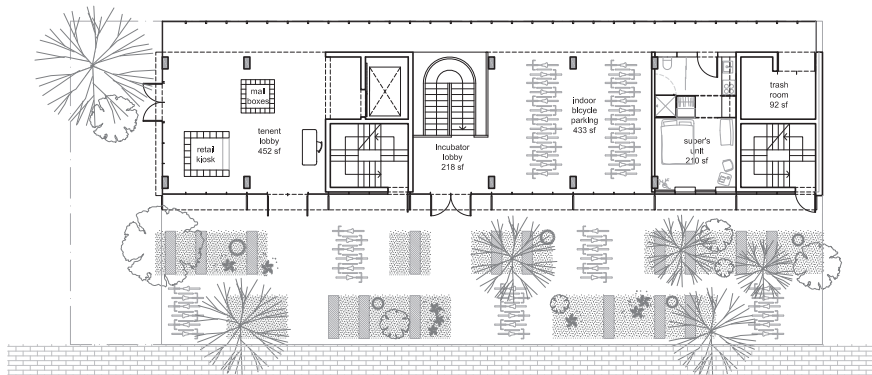 mail
boxes
retail
kiosk
tenent
lobby
452 sf
Incubator
lobby
218 sf
indoor
bicycle
parking
433 sf
super's
unit
210 sf
trash
room
92 sf